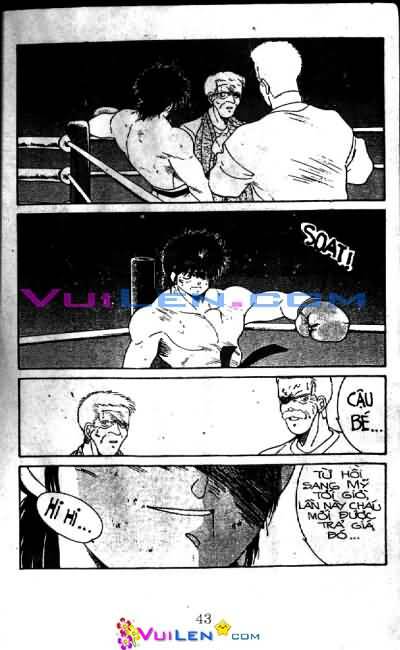 SOAT!
VuiLen.com
CẬU
BÉ...
TỪ HỒI
SANG MỸ
TỚI GIỜ,
LẦN NÀY CHÁU
MỚI ĐƯỢC
TRẢ GIÁ
ĐÓ...
HI HI...
43
VuiLen.com